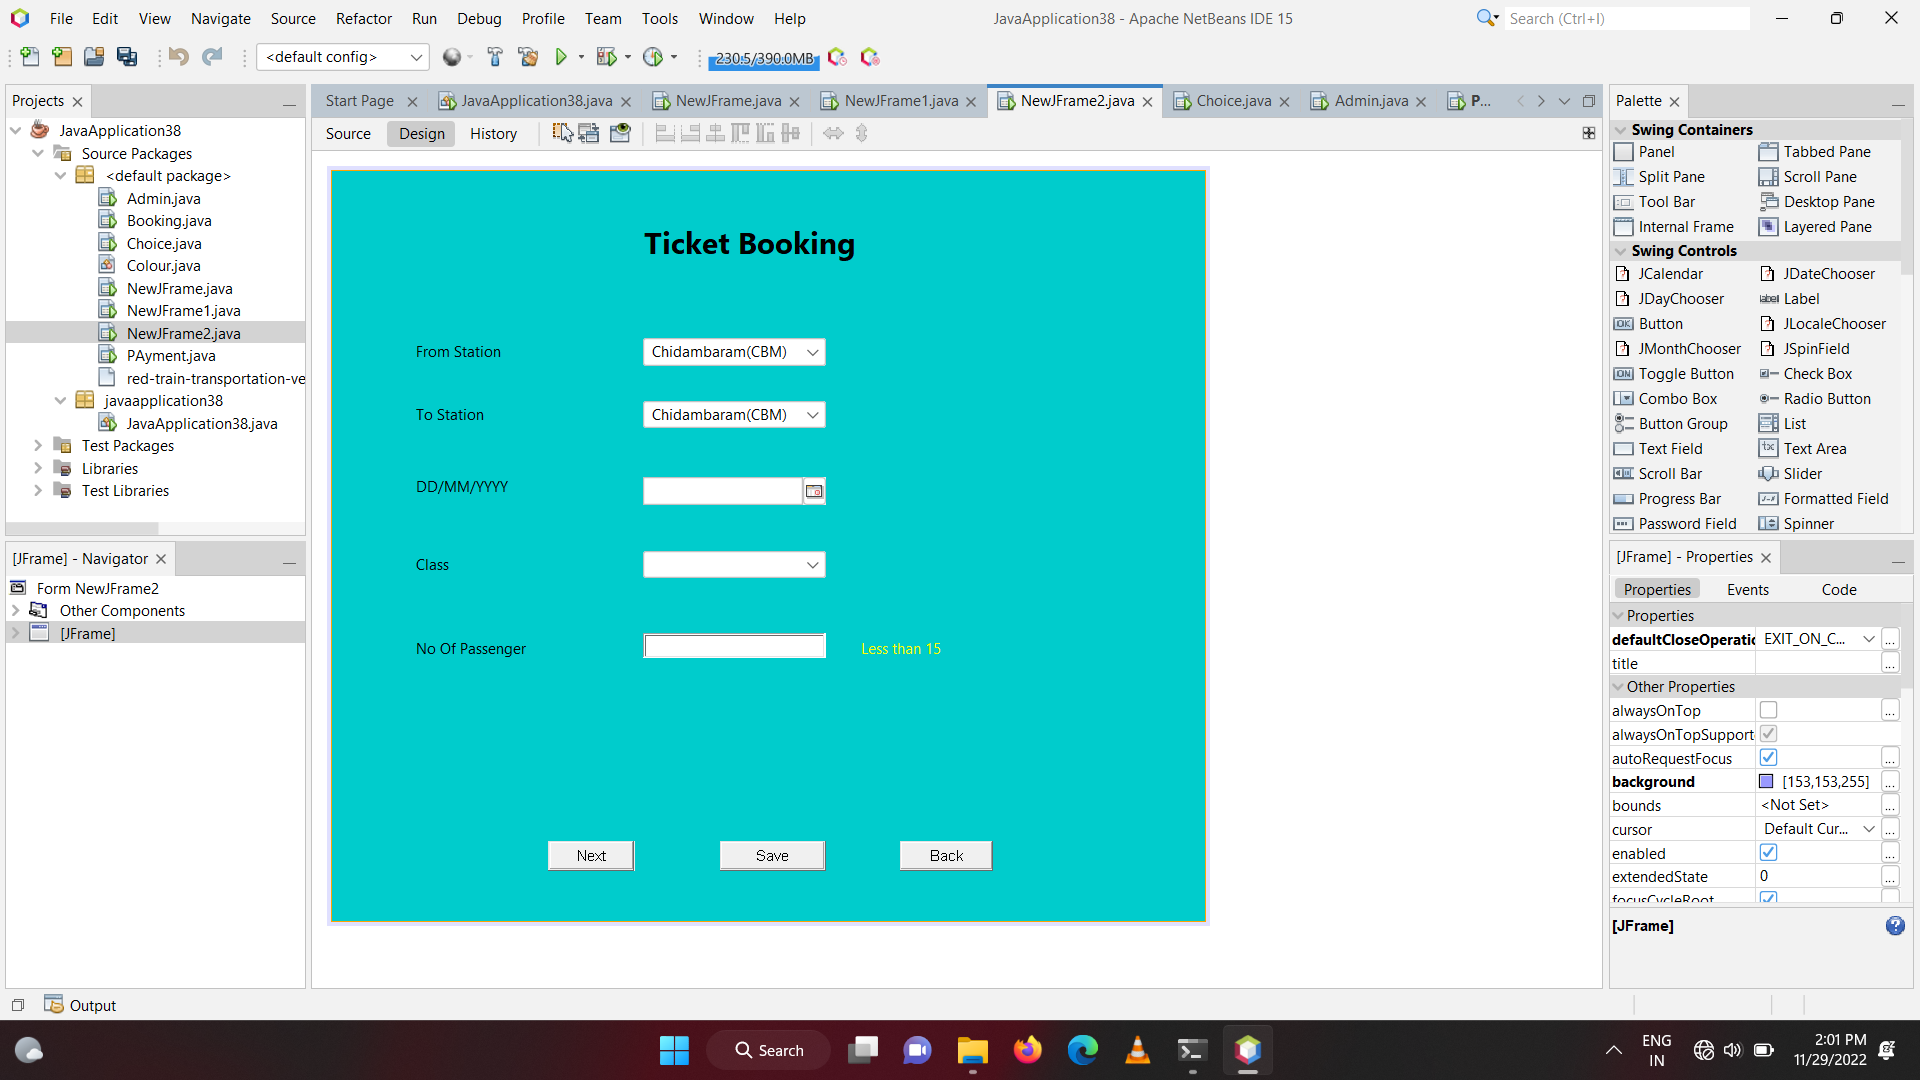 File Edit View Navigate Source Refactor Run Debug Profile Team Tools Window Help
JavaApplication38 - Apache NetBeans IDE 15
Search (Ctrl+I)
<default config>
230.5/390.0MB
Projects
JavaApplication38
Source Packages
<default package>
Admin.java
Booking.java
Choice.java
Colour.java
NewJFrame.java
NewJFrame1.java
NewJFrame2.java
PAyment.java
red-train-transportation-ve
javaapplication38
JavaApplication38.java
Test Packages
Libraries
Test Libraries
[JFrame] - Navigator
Form NewJFrame2
Other Components
[JFrame]
Start Page JavaApplication38.java NewJFrame.java NewJFrame1.java NewJFrame2.java Choice.java Admin.java P...
Source Design History
Ticket Booking
From Station Chidambaram(CBM)
To Station Chidambaram(CBM)
DD/MM/YYYY
Class
No Of Passenger Less than 15
Next Save Back
Palette
Swing Containers
Panel Tabbed Pane
Split Pane Scroll Pane
Tool Bar Desktop Pane
Internal Frame Layered Pane
Swing Controls
JCalendar JDateChooser
JDayChooser label Label
OK Button JLocaleChooser
JMonthChooser JSpinField
ON Toggle Button Check Box
Combo Box Radio Button
Button Group List
Text Field Text Area
Scroll Bar Slider
Progress Bar Formatted Field
Password Field Spinner
[JFrame] - Properties
Properties Events Code
Properties
defaultCloseOperatic EXIT_ON_C... ...
title ...
Other Properties
alwaysOnTop ...
alwaysOnTopSupport
autoRequestFocus ...
background [153,153,255] ...
bounds <Not Set> ...
cursor Default Cur... ...
enabled ...
extendedState 0 ...
focusCycleRoot
[JFrame]
Output
Search
ENG
IN
2:01 PM
11/29/2022